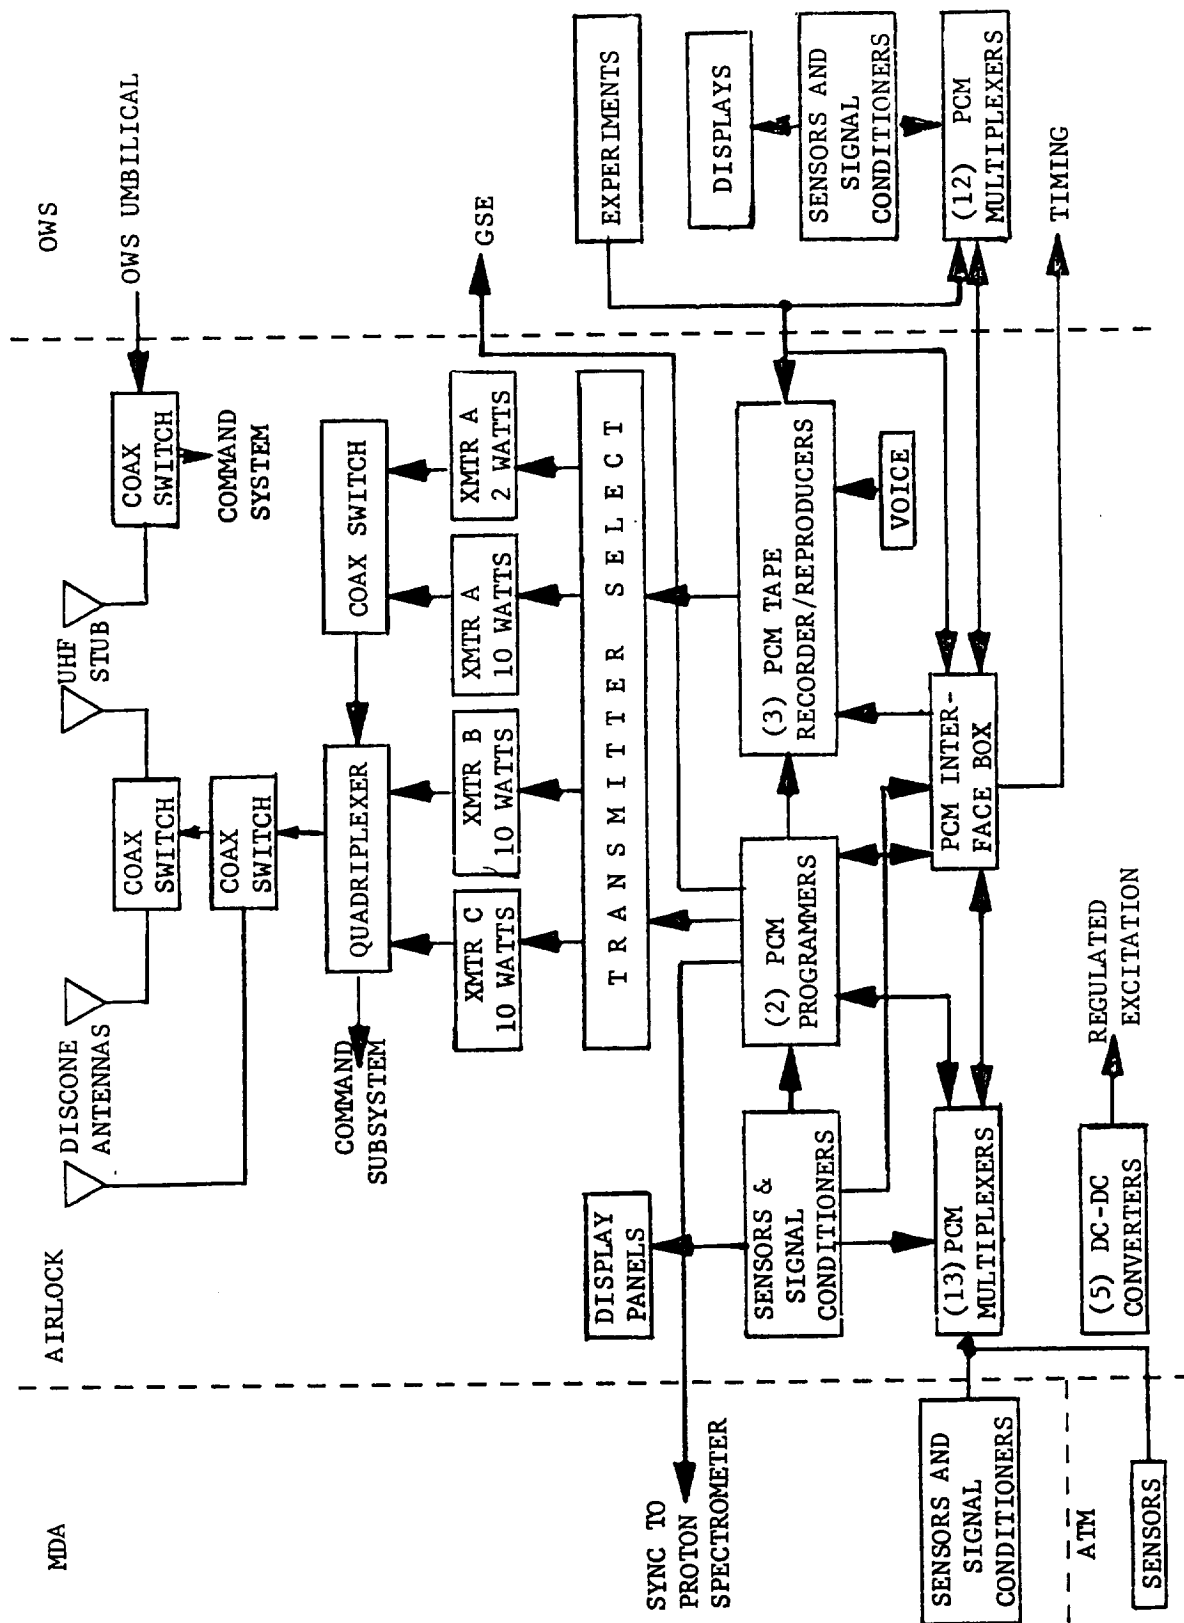 MDA
AIRLOCK
OWS
DISCONE
ANTENNAS
UHF
STUB
OWS UMBILICAL
COAX
SWITCH
COAX
SWITCH
COAX
SWITCH
COMMAND
SYSTEM
COMMAND
SUBSYSTEM
QUADRIPLEXER
COAX SWITCH
GSE
XMTR C
10 WATTS
XMTR B
10 WATTS
XMTR A
10 WATTS
XMTR A
2 WATTS
TRANSMITTER SELECT
SYNC TO
PROTON
SPECTROMETER
DISPLAY
PANELS
EXPERIMENTS
DISPLAYS
SENSORS &
SIGNAL
CONDITIONERS
(2) PCM
PROGRAMMERS
(3) PCM TAPE
RECORDER/REPRODUCERS
VOICE
SENSORS AND
SIGNAL
CONDITIONERS
SENSORS AND
SIGNAL
CONDITIONERS
(13) PCM
MULTIPLEXERS
PCM INTER-
FACE BOX
(12) PCM
MULTIPLEXERS
TIMING
ATM
SENSORS
(5) DC-DC
CONVERTERS
REGULATED
EXCITATION